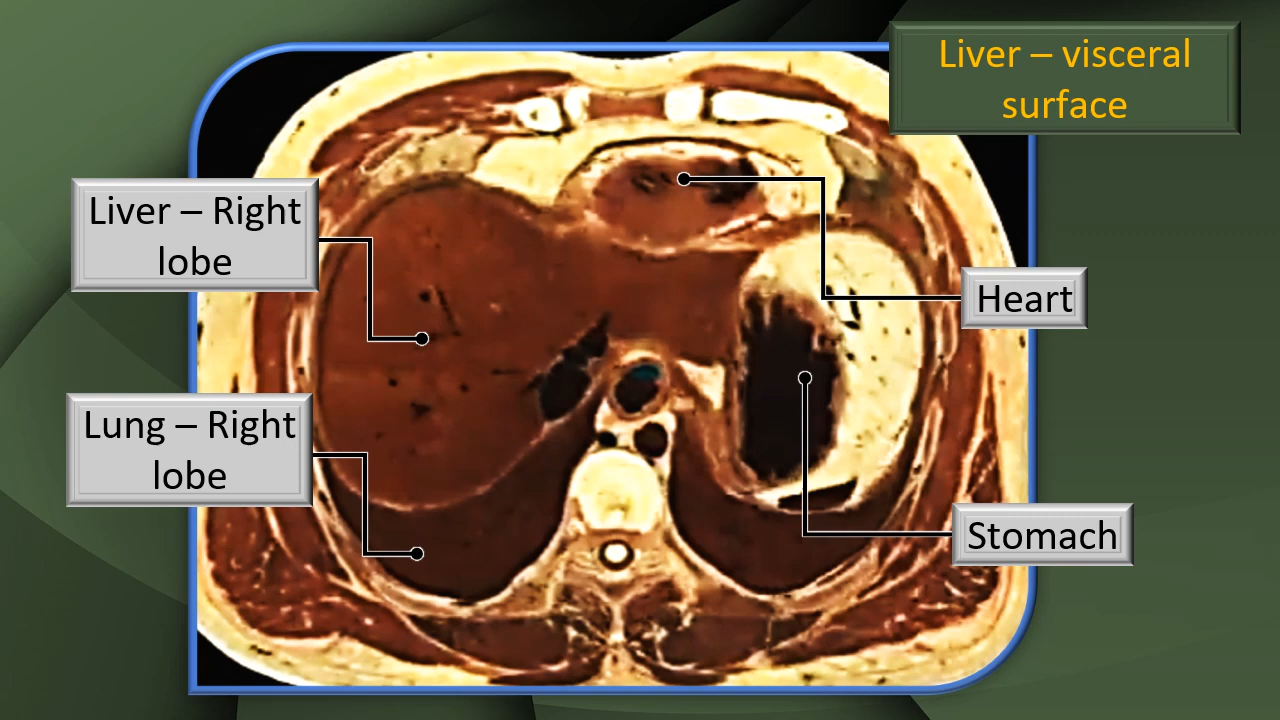 Liver – visceral
surface
Liver – Right
lobe
Heart
Lung – Right
lobe
Stomach